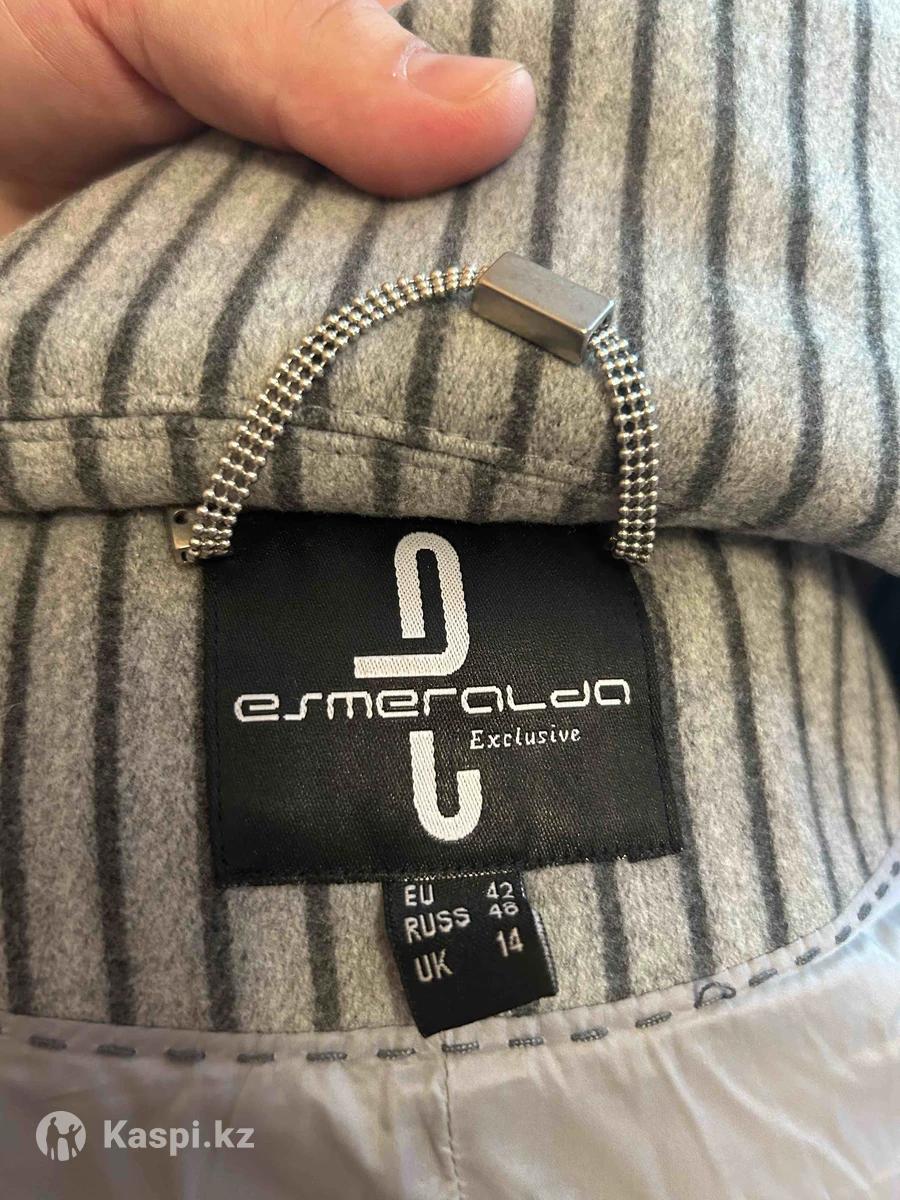 esmeralda
Exclusive
EU 42
RUSS 48
UK 14
Kaspi.kz